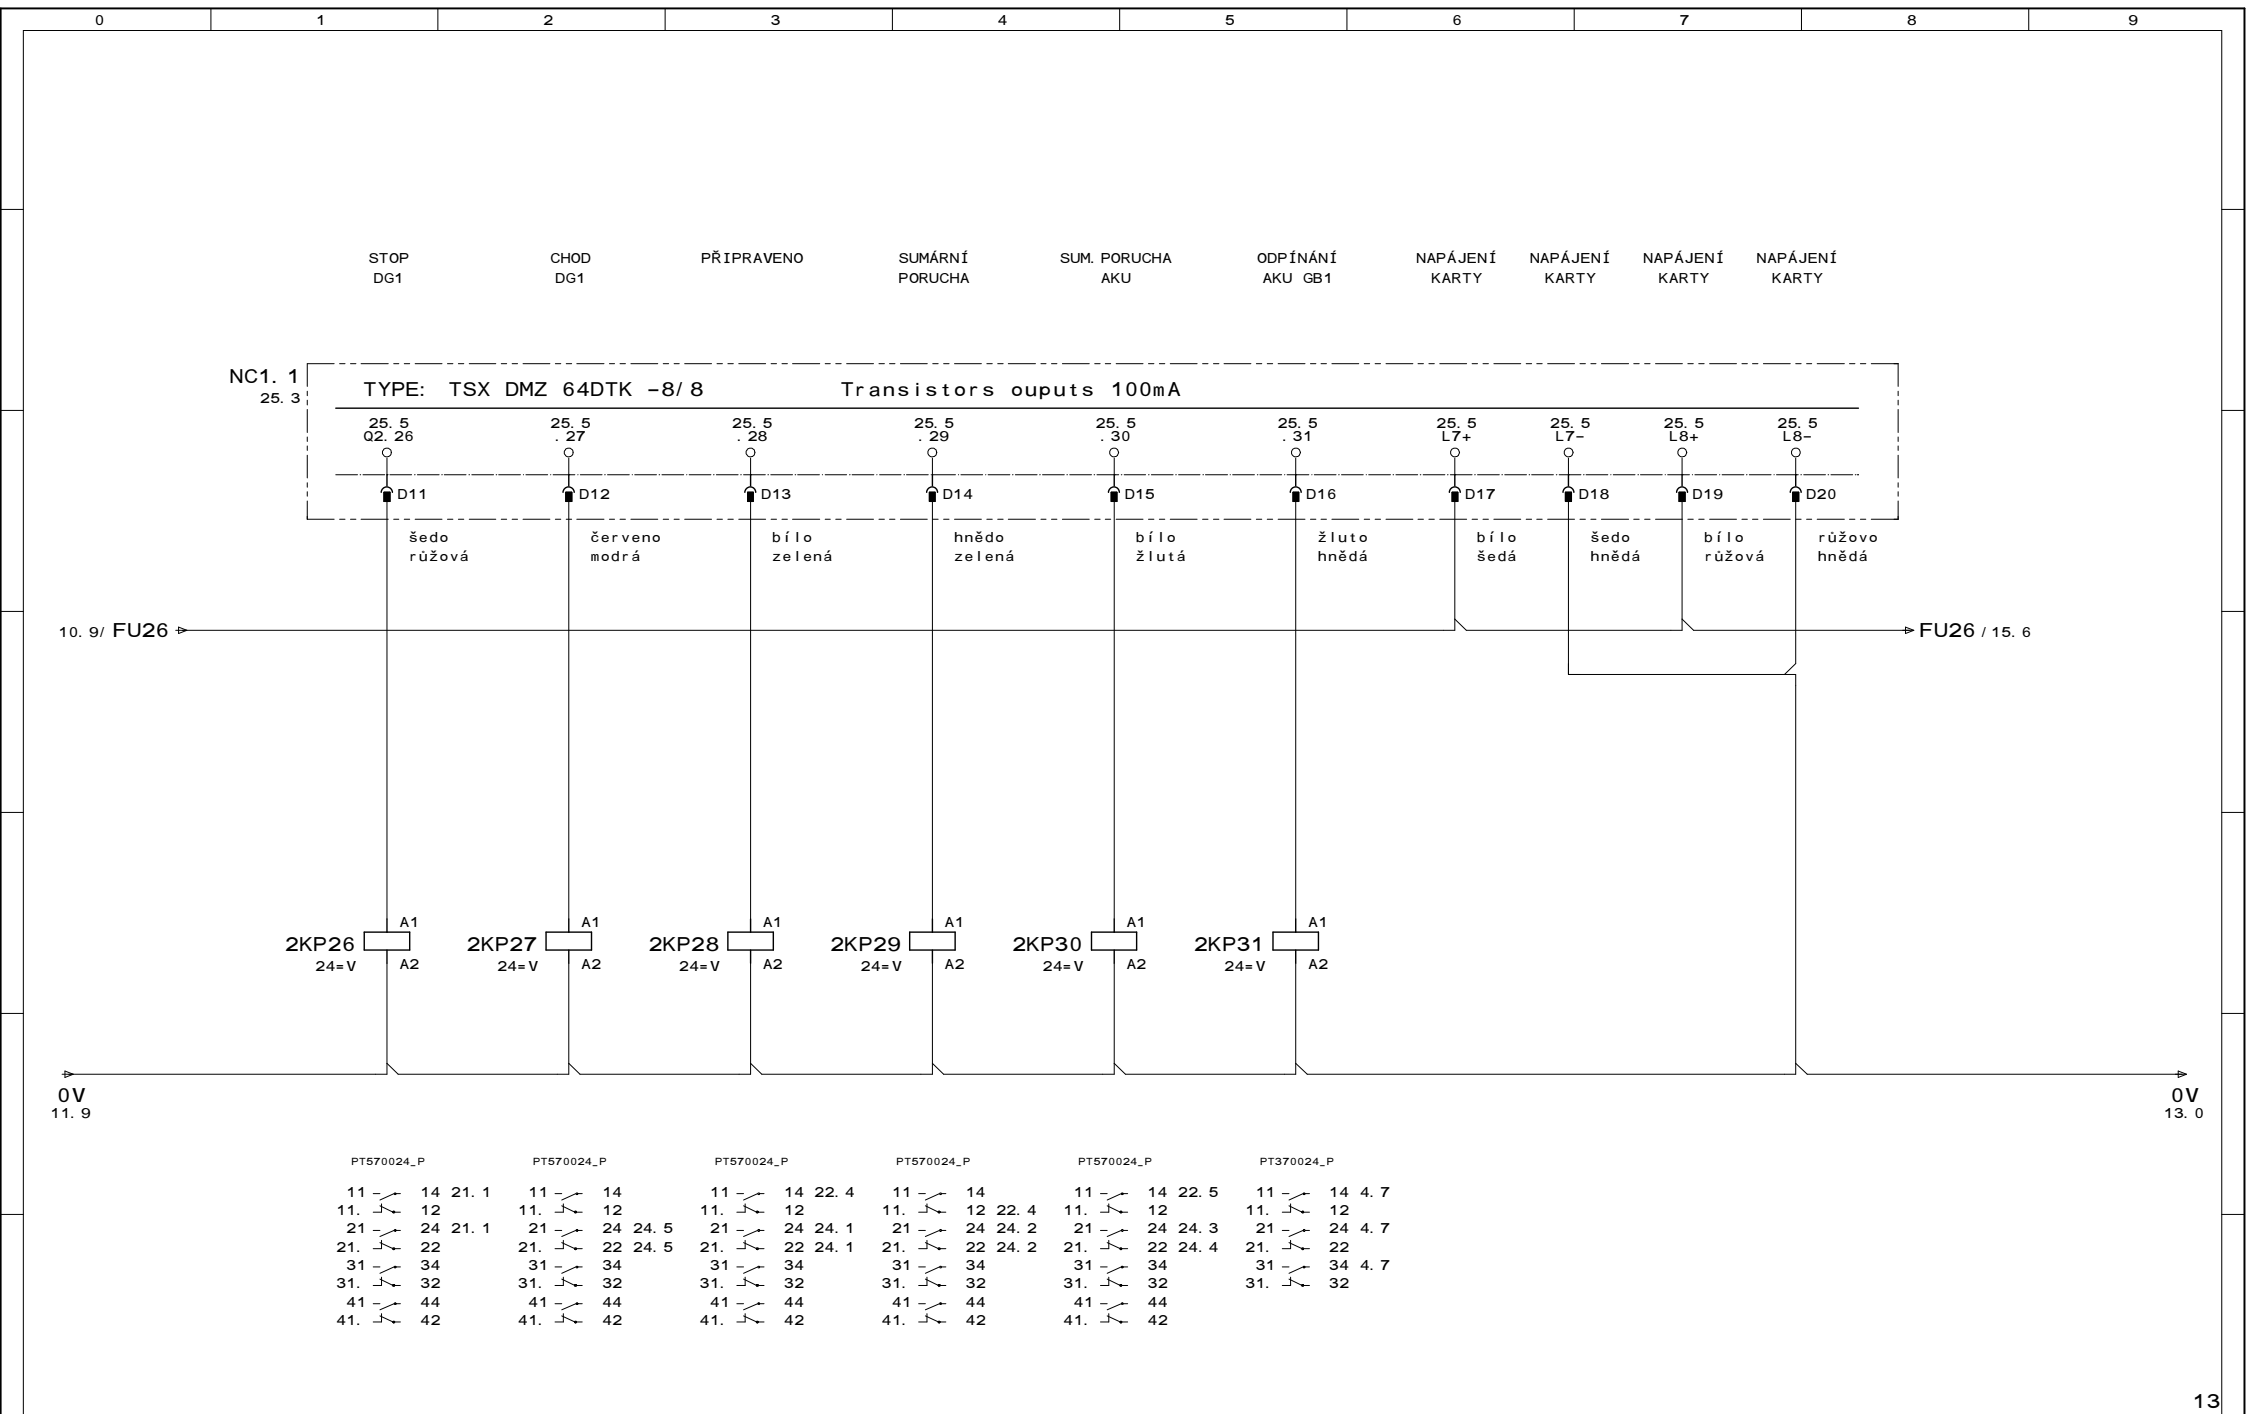 0 1 2 3 4 5 6 7 8 9
STOP CHOD PŘIPRAVENO SUMÁRNÍ SUM. PORUCHA ODPÍNÁNÍ NAPÁJENÍ NAPÁJENÍ NAPÁJENÍ NAPÁJENÍ
DG1 DG1 PORUCHA AKU AKU GB1 KARTY KARTY KARTY KARTY
NC1. 1
25. 3
TYPE: TSX DMZ 64DTK -8/8 Transistors ouputs 100mA
25. 5 25. 5 25. 5 25. 5 25. 5 25. 5 25. 5 25. 5 25. 5 25. 5
Q2. 26 . 27 . 28 . 29 . 30 . 31 L7+ L7- L8+ L8-
D11 D12 D13 D14 D15 D16 D17 D18 D19 D20
šedo červeno bílo hnědo bílo žluto bílo šedo bílo růžovo
růžová modrá zelená zelená žlutá hnědá šedá hnědá růžová hnědá
10. 9/ FU26 FU26 / 15. 6
A1 A1 A1 A1 A1 A1
2KP26 2KP27 2KP28 2KP29 2KP30 2KP31
24=V A2 24=V A2 24=V A2 24=V A2 24=V A2 24=V A2
0V 0V
11. 9 13. 0
PT570024_P PT570024_P PT570024_P PT570024_P PT570024_P PT370024_P
11 14 21. 1 11 14 11 14 22. 4 11 14 11 14 22. 5 11 14 4. 7
11. 12 11. 12 11. 12 11. 12 22. 4 11. 12 11. 12
21 24 21. 1 21 24 24. 5 21 24 24. 1 21 24 24. 2 21 24 24. 3 21 24 4. 7
21. 22 21. 22 24. 5 21. 22 24. 1 21. 22 24. 2 21. 22 24. 4 21. 22
31 34 31 34 31 34 31 34 31 34 31 34 4. 7
31. 32 31. 32 31. 32 31. 32 31. 32 31. 32
41 44 41 44 41 44 41 44 41 44
41. 42 41. 42 41. 42 41. 42 41. 42
13